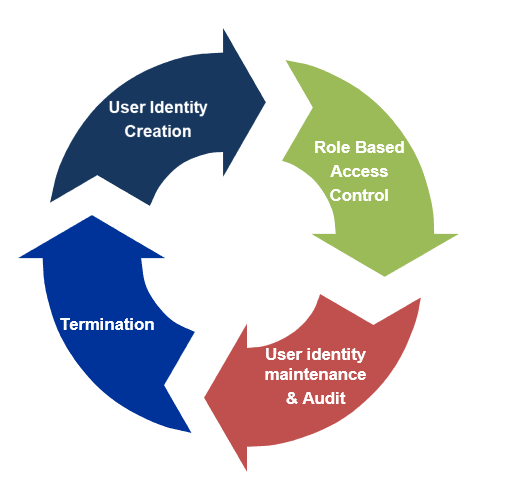 User Identity
Creation
Role Based
Access
Control
User identity
maintenance
& Audit
Termination